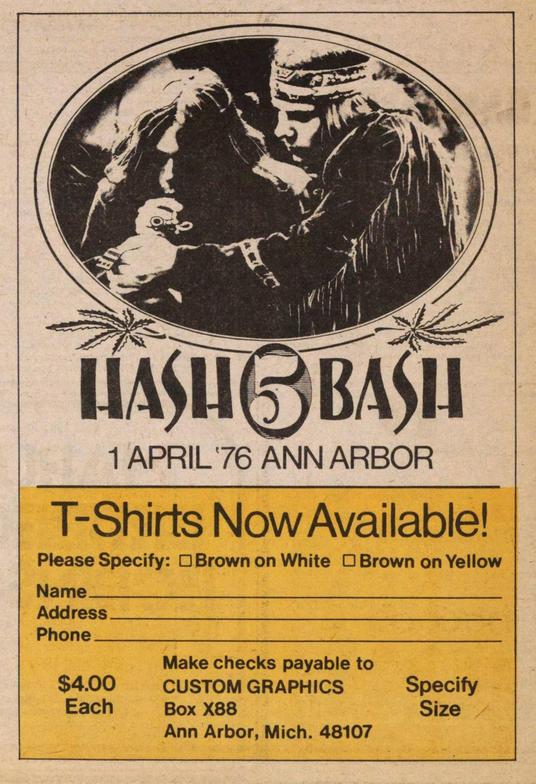 HASH 5 BASH
1 APRIL '76 ANN ARBOR
T-Shirts Now Available!
Please Specify: □ Brown on White □ Brown on Yellow
Name
Address
Phone
$4.00
Each
Make checks payable to
CUSTOM GRAPHICS
Box X88
Ann Arbor, Mich. 48107
Specify
Size